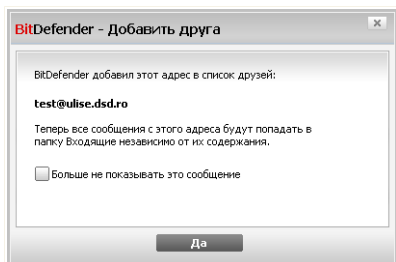 BitDefender - Добавить друга
BitDefender добавил этот адрес в список друзей:
test@ulise.dsd.ro
Теперь все сообщения с этого адреса будут попадать в
папку Входящие независимо от их содержания.
Больше не показывать это сообщение
Да